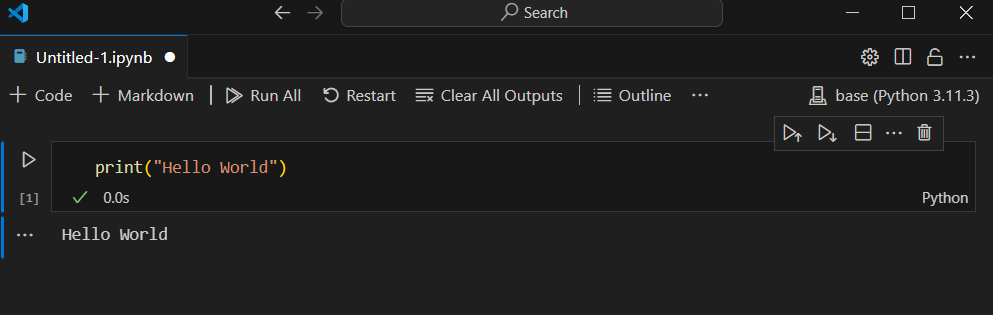 Search
Untitled-1.ipynb
+ Code + Markdown | Run All Restart Clear All Outputs | Outline ... base (Python 3.11.3)
...
print("Hello World")
[1] 0.0s Python
... Hello World